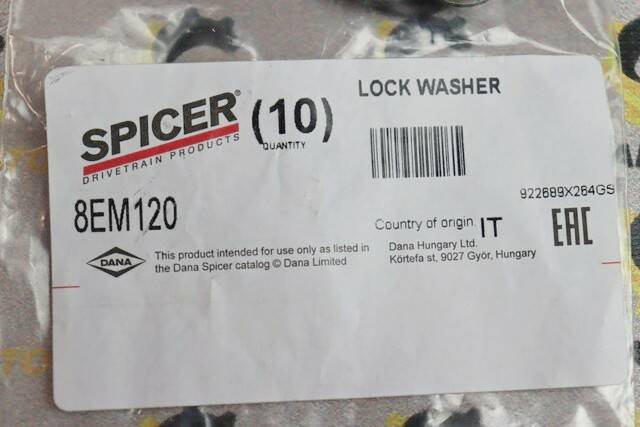 LOCK WASHER
SPICER®
DRIVETRAIN PRODUCTS
(10)
QUANTITY
922689X264GS
8EM120
Country of origin IT
EAC
DANA
This product intended for use only as listed in
the Dana Spicer catalog © Dana Limited
Dana Hungary Ltd.
Körtefa st, 9027 Győr, Hungary